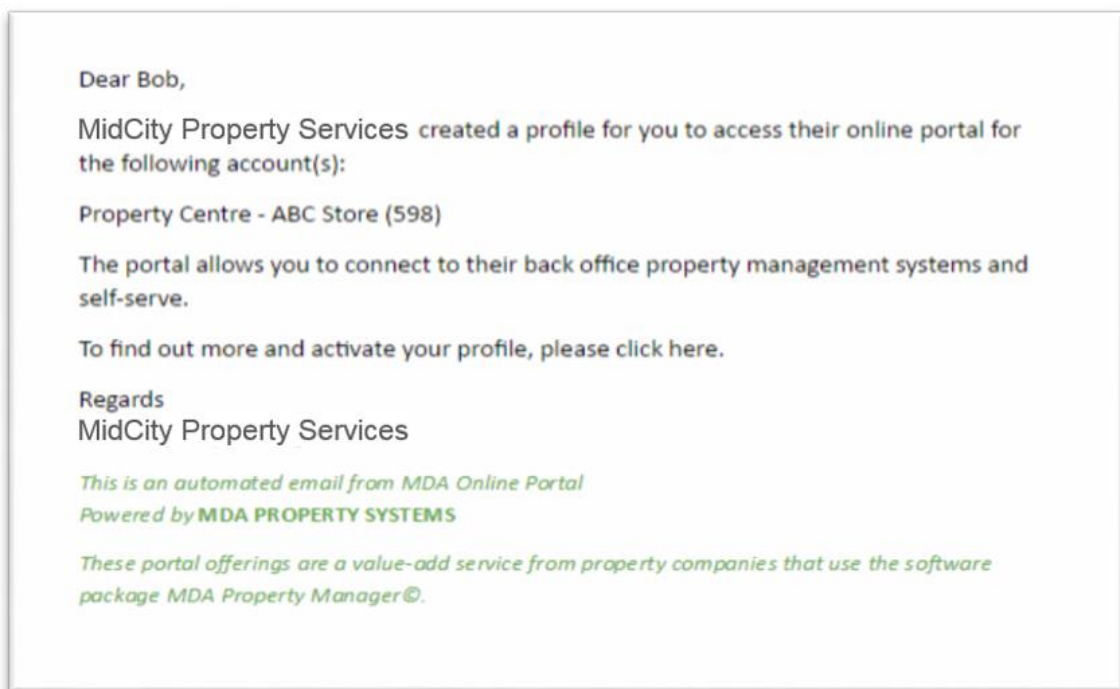 Dear Bob,
MidCity Property Services created a profile for you to access their online portal for
the following account(s):
Property Centre - ABC Store (598)
The portal allows you to connect to their back office property management systems and
self-serve.
To find out more and activate your profile, please click here.
Regards
MidCity Property Services
This is an automated email from MDA Online Portal
Powered by MDA PROPERTY SYSTEMS
These portal offerings are a value-add service from property companies that use the software
package MDA Property Manager©.